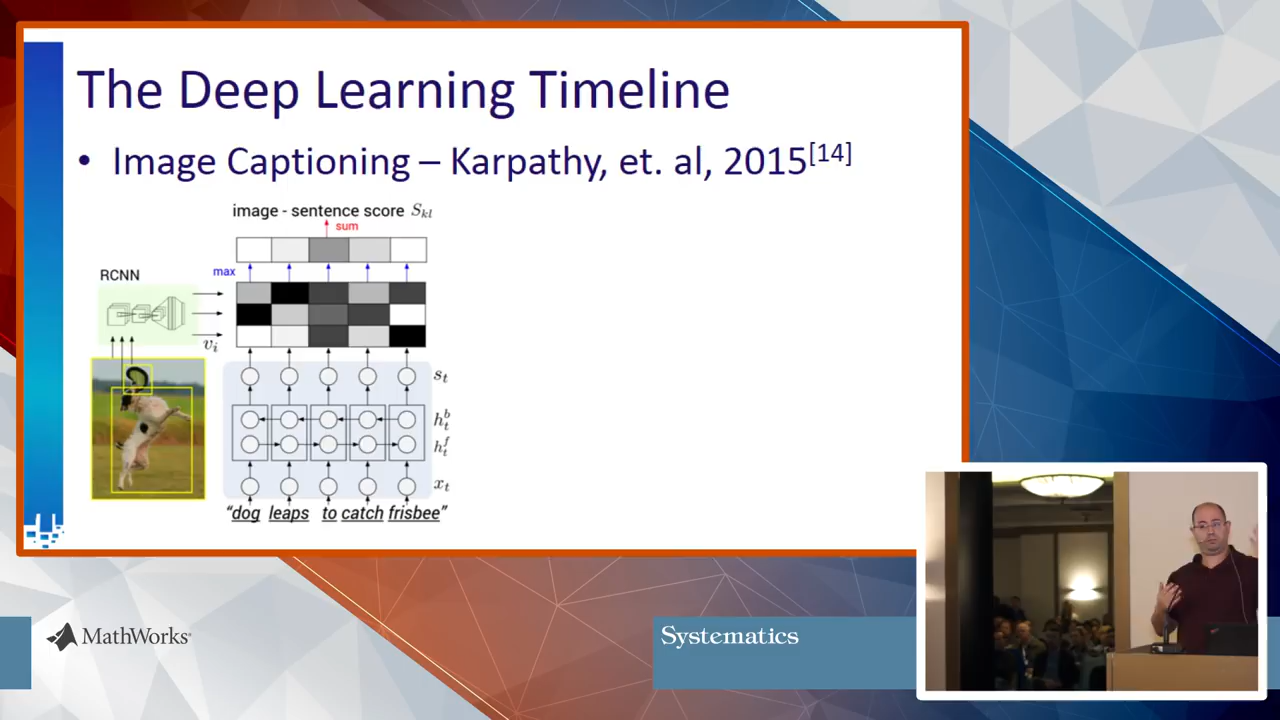 The Deep Learning Timeline
• Image Captioning – Karpathy, et. al, 2015[14]
image - sentence score Skl
sum
max
RCNN
vi
st
htb
htf
xt
"dog leaps to catch frisbee"
MathWorks®
Systematics